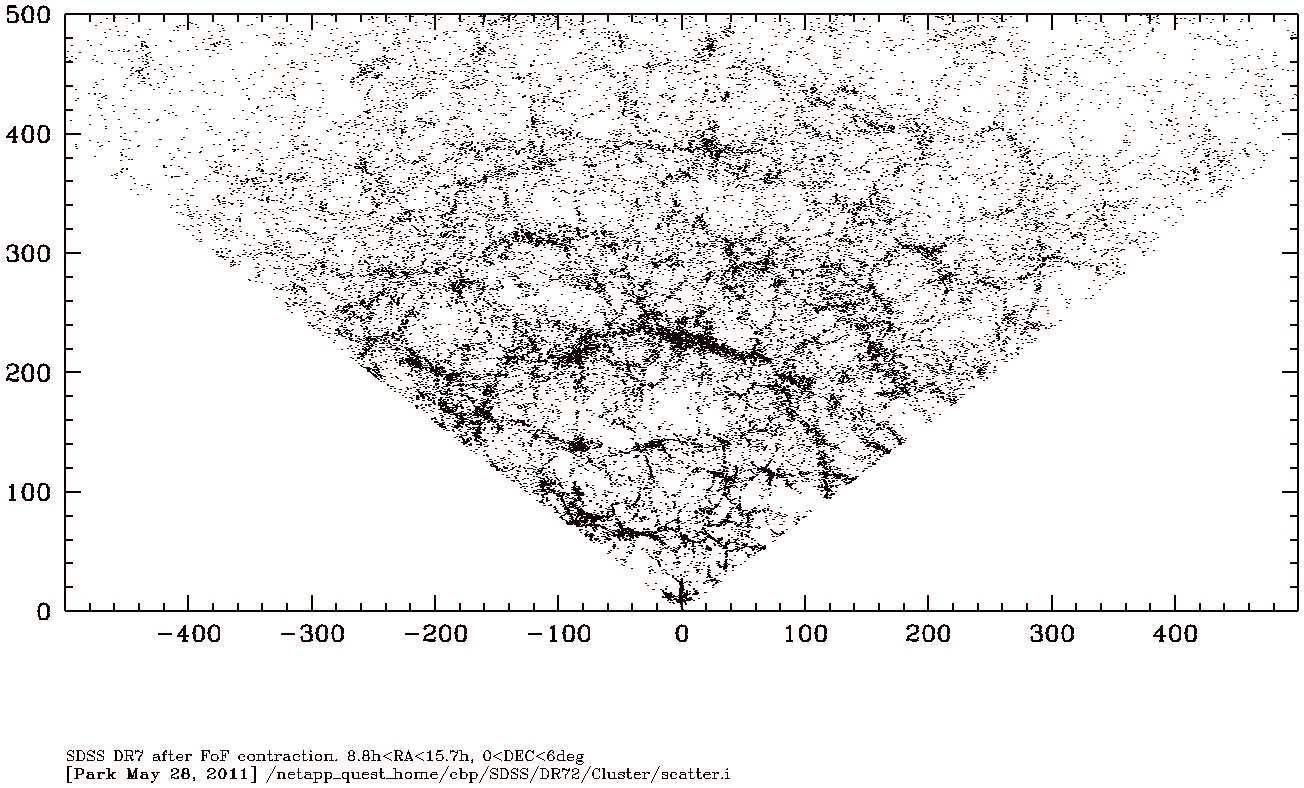 500
400
300
200
100
0
−400 −300 −200 −100 0 100 200 300 400
SDSS DR7 after FoF contraction. 8.8h<RA<15.7h, 0<DEC<6deg
[Park May 28, 2011] /netapp_quest_home/cbp/SDSS/DR72/Cluster/scatter.i